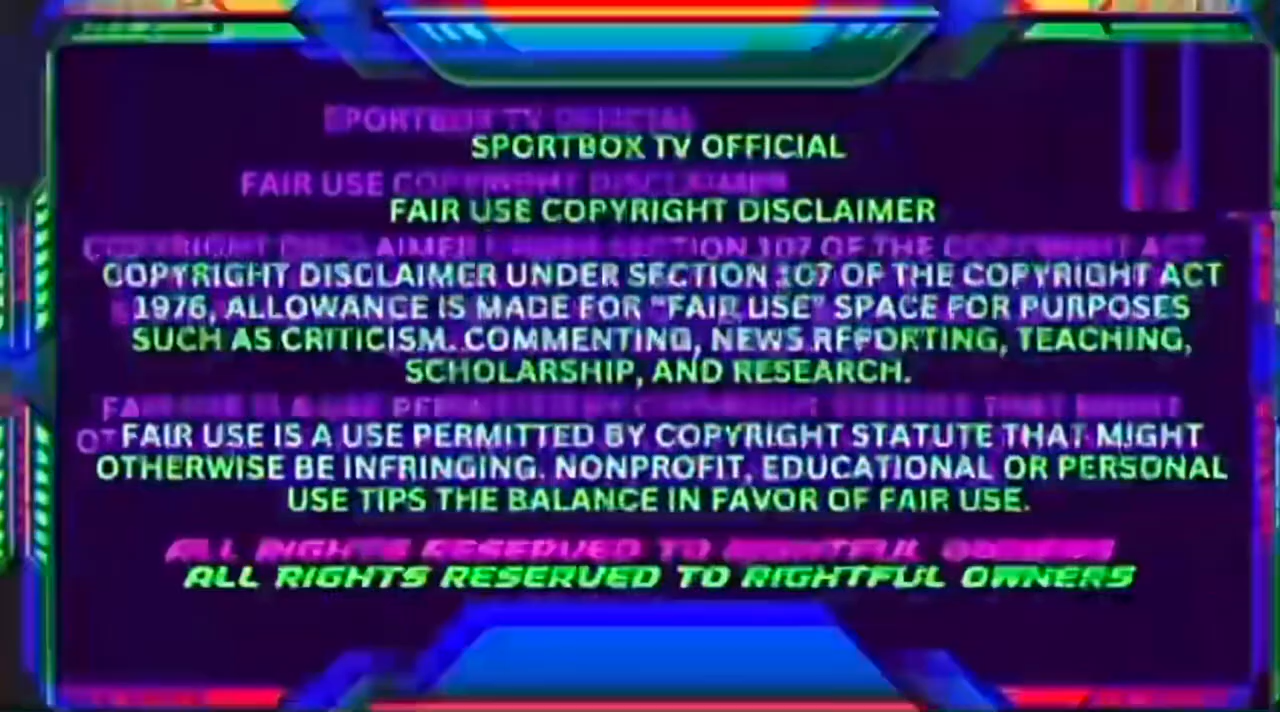 SPORTBOX TV OFFICIAL
FAIR USE COPYRIGHT DISCLAIMER
COPYRIGHT DISCLAIMER UNDER SECTION 107 OF THE COPYRIGHT ACT
1976, ALLOWANCE IS MADE FOR "FAIR USE" SPACE FOR PURPOSES
SUCH AS CRITICISM. COMMENTING, NEWS REPORTING, TEACHING,
SCHOLARSHIP, AND RESEARCH.
FAIR USE IS A USE PERMITTED BY COPYRIGHT STATUTE THAT MIGHT
OTHERWISE BE INFRINGING. NONPROFIT, EDUCATIONAL OR PERSONAL
USE TIPS THE BALANCE IN FAVOR OF FAIR USE.
ALL RIGHTS RESERVED TO RIGHTFUL OWNERS